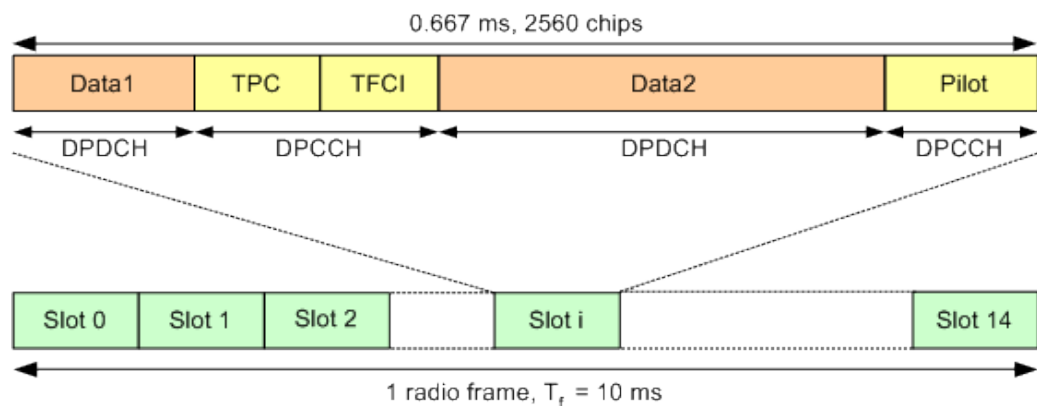 0.667 ms, 2560 chips
Data1 TPC TFCI Data2 Pilot
DPDCH DPCCH DPDCH DPCCH
Slot 0 Slot 1 Slot 2 Slot i Slot 14
1 radio frame, T_f = 10 ms